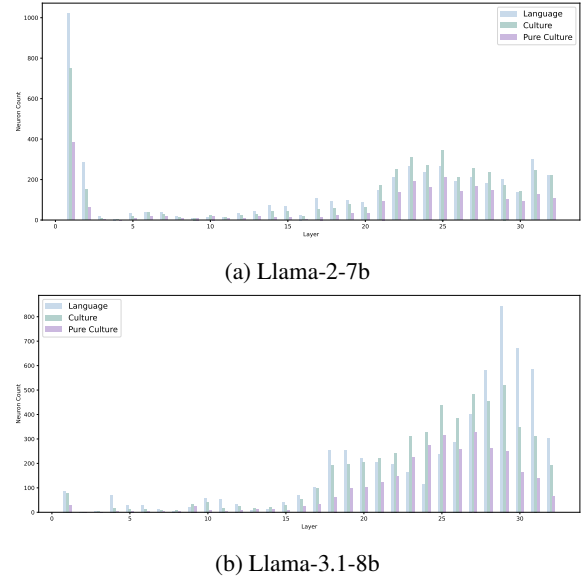 1000
800
600
400
200
0
Neuron Count
0 5 10 15 20 25 30
Layer
Language
Culture
Pure Culture
(a) Llama-2-7b
800
700
600
500
400
300
200
100
0
Neuron Count
0 5 10 15 20 25 30
Layer
Language
Culture
Pure Culture
(b) Llama-3.1-8b